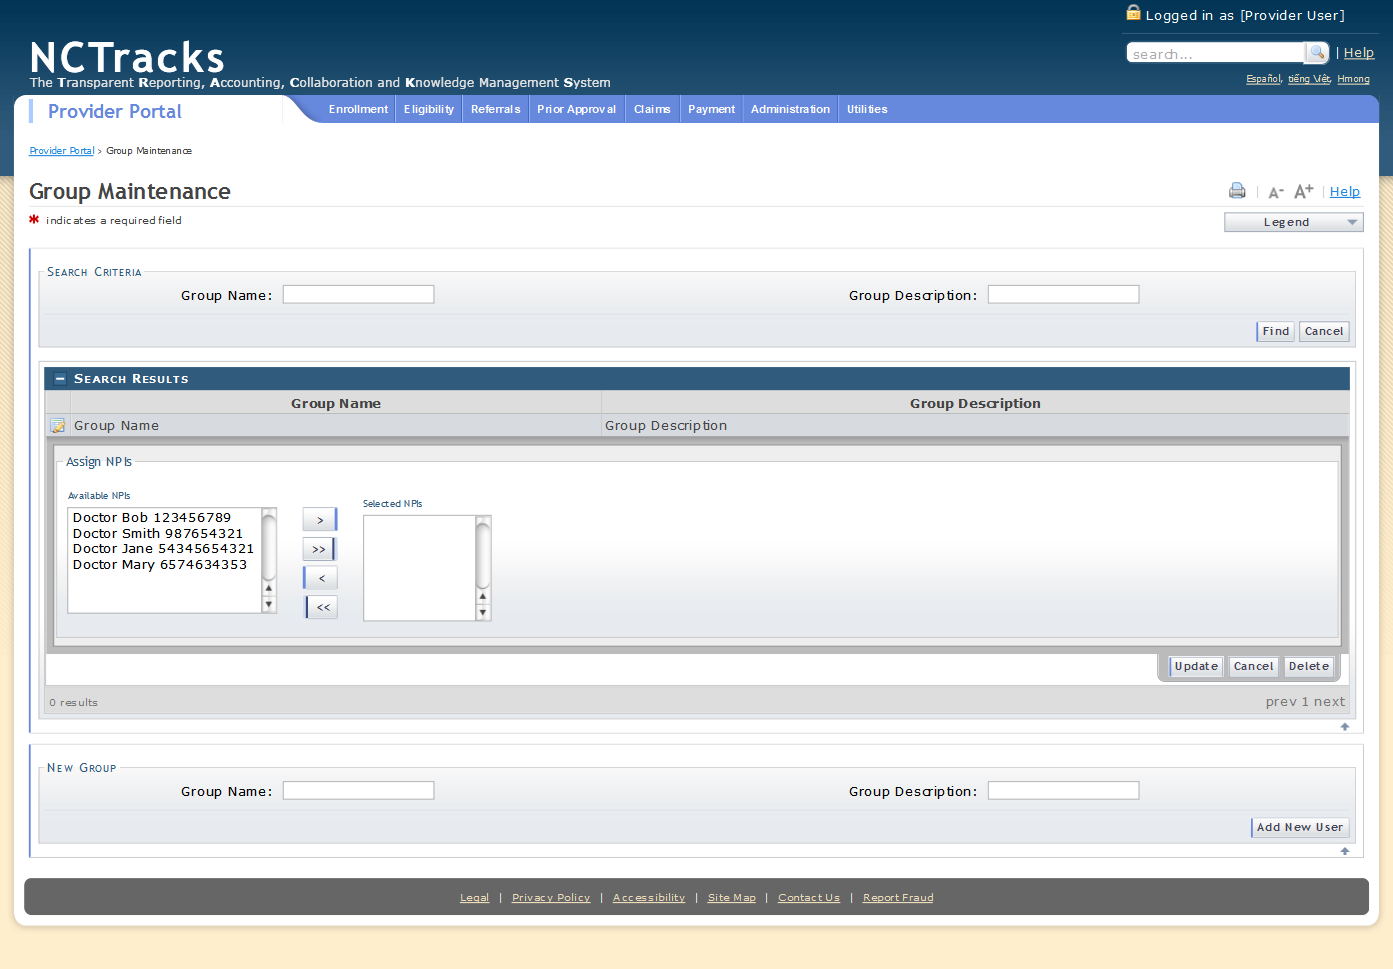 Logged in as [Provider User]
NCTracks
search...
| Help
The Transparent Reporting, Accounting, Collaboration and Knowledge Management System
Español, tiếng Việt, Hmong
Provider Portal
Enrollment Eligibility Referrals Prior Approval Claims Payment Administration Utilities
Provider Portal > Group Maintenance
Group Maintenance
A- A+ | Help
* indicates a required field
Legend
Search Criteria
Group Name: Group Description:
Find Cancel
Search Results
Group Name Group Description
Group Name Group Description
Assign NPIs
Available NPIs
Selected NPIs
Doctor Bob 123456789
Doctor Smith 987654321
Doctor Jane 54345654321
Doctor Mary 6574634353
>
>>
<
<<
Update Cancel Delete
0 results
prev 1 next
New Group
Group Name: Group Description:
Add New User
Legal | Privacy Policy | Accessibility | Site Map | Contact Us | Report Fraud